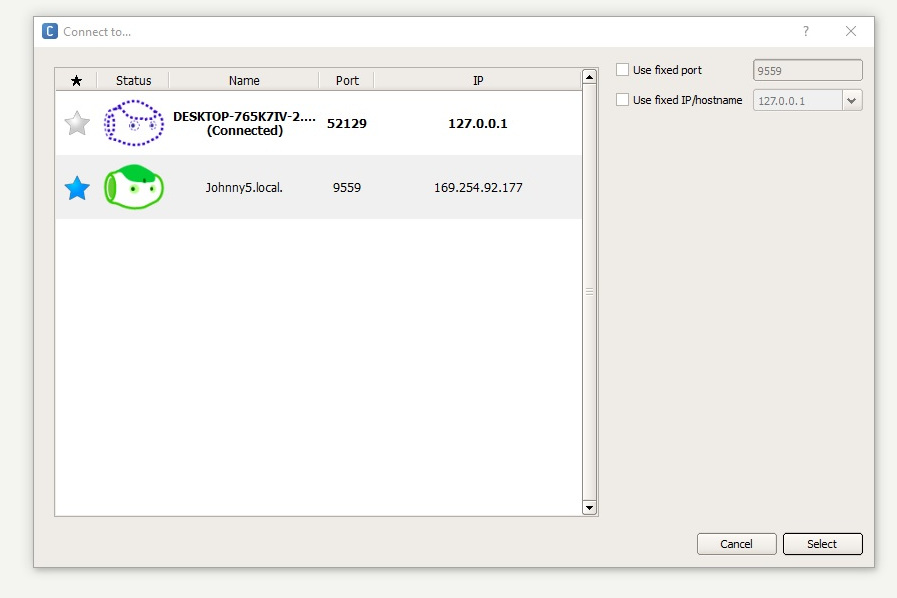 C Connect to... ?
★ Status Name Port IP
DESKTOP-765K7IV-2....
(Connected) 52129 127.0.0.1
Johnny5.local. 9559 169.254.92.177
Use fixed port 9559
Use fixed IP/hostname 127.0.0.1
Cancel Select